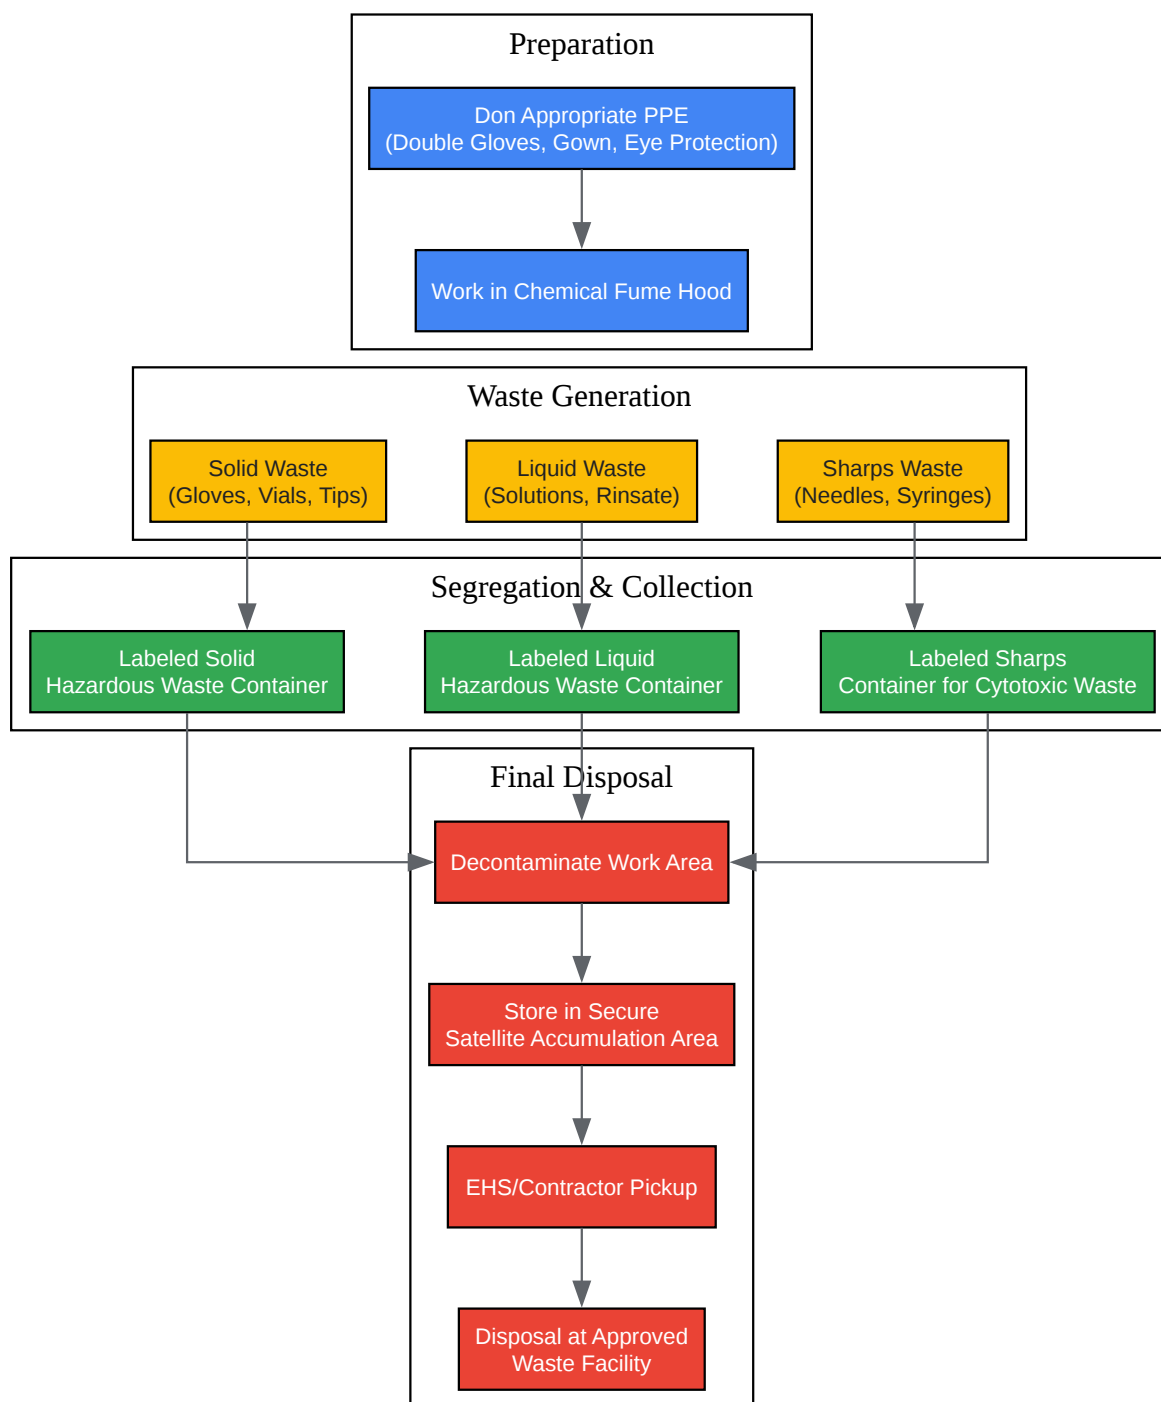 Preparation
Don Appropriate PPE
(Double Gloves, Gown, Eye Protection)
Work in Chemical Fume Hood
Waste Generation
Solid Waste
(Gloves, Vials, Tips)
Liquid Waste
(Solutions, Rinsate)
Sharps Waste
(Needles, Syringes)
Segregation & Collection
Labeled Solid
Hazardous Waste Container
Labeled Liquid
Hazardous Waste Container
Labeled Sharps
Container for Cytotoxic Waste
Final Disposal
Decontaminate Work Area
Store in Secure
Satellite Accumulation Area
EHS/Contractor Pickup
Disposal at Approved
Waste Facility